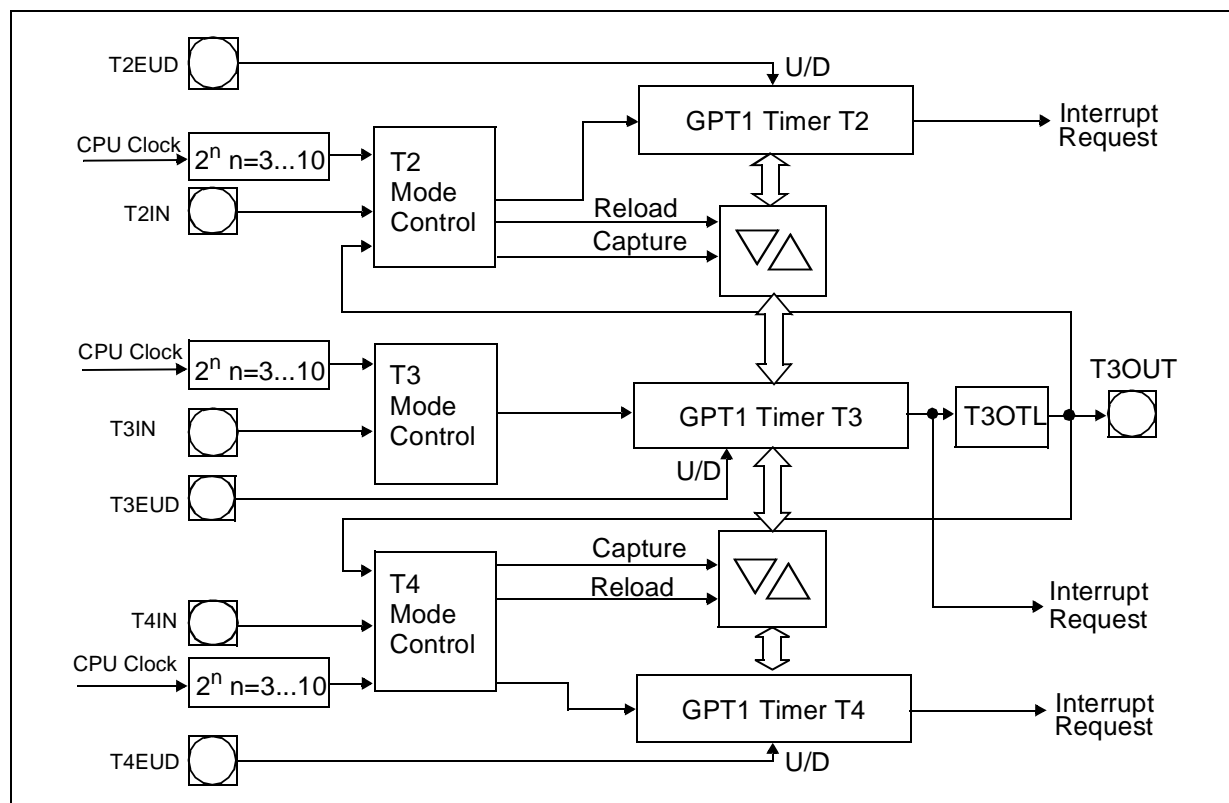 T2EUD
U/D
GPT1 Timer T2
Interrupt
Request
CPU Clock
2ⁿ n=3...10
T2
Mode
Control
T2IN
Reload
Capture
CPU Clock
2ⁿ n=3...10
T3
Mode
Control
T3IN
GPT1 Timer T3
T3OTL
T3OUT
U/D
T3EUD
Capture
Reload
T4
Mode
Control
Interrupt
Request
T4IN
CPU Clock
2ⁿ n=3...10
GPT1 Timer T4
Interrupt
Request
T4EUD
U/D